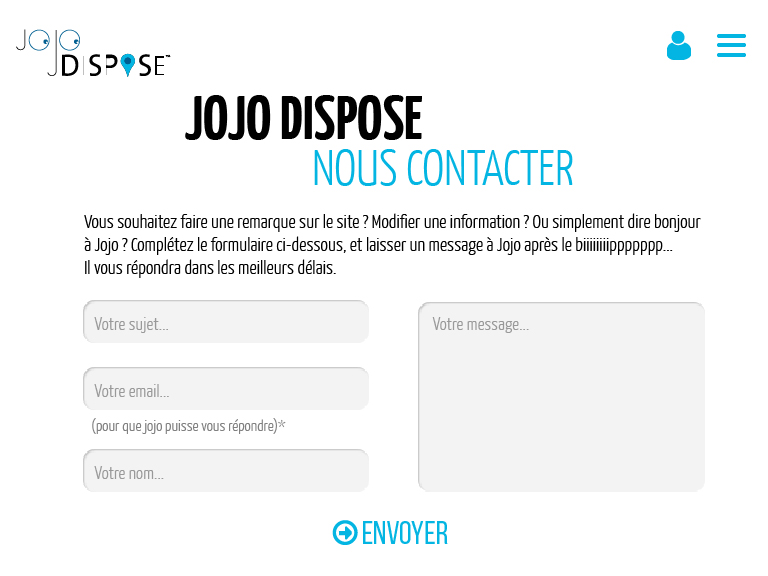 JOJO
DISPOSE™
JOJO DISPOSE
NOUS CONTACTER
Vous souhaitez faire une remarque sur le site ? Modifier une information ? Ou simplement dire bonjour
à Jojo ? Complétez le formulaire ci-dessous, et laisser un message à Jojo après le biiiiiiiippppppp...
Il vous répondra dans les meilleurs délais.
Votre sujet...
Votre email...
(pour que jojo puisse vous répondre)*
Votre nom...
Votre message...
ENVOYER